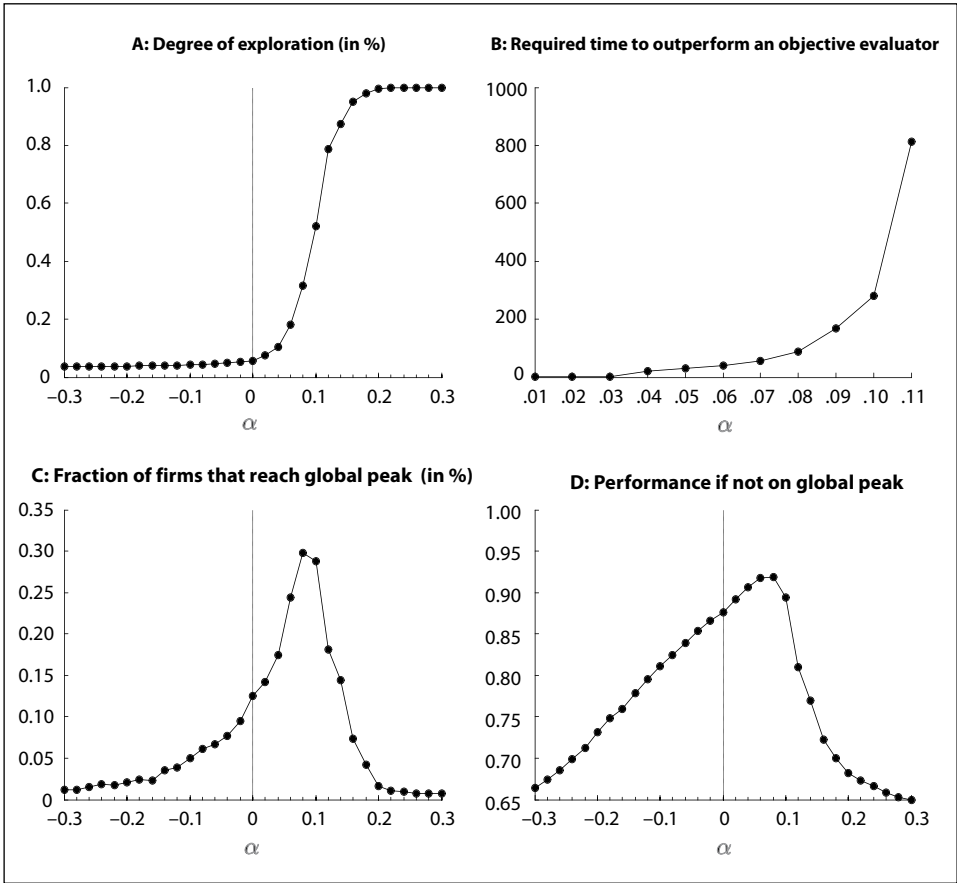 A: Degree of exploration (in %)
1.0
0.8
0.6
0.4
0.2
0
−0.3 −0.2 −0.1 0 0.1 0.2 0.3
α
B: Required time to outperform an objective evaluator
1000
800
600
400
200
0
.01 .02 .03 .04 .05 .06 .07 .08 .09 .10 .11
α
C: Fraction of firms that reach global peak (in %)
0.35
0.30
0.25
0.20
0.15
0.10
0.05
0
−0.3 −0.2 −0.1 0 0.1 0.2 0.3
α
D: Performance if not on global peak
1.00
0.95
0.90
0.85
0.80
0.75
0.70
0.65
−0.3 −0.2 −0.1 0 0.1 0.2 0.3
α